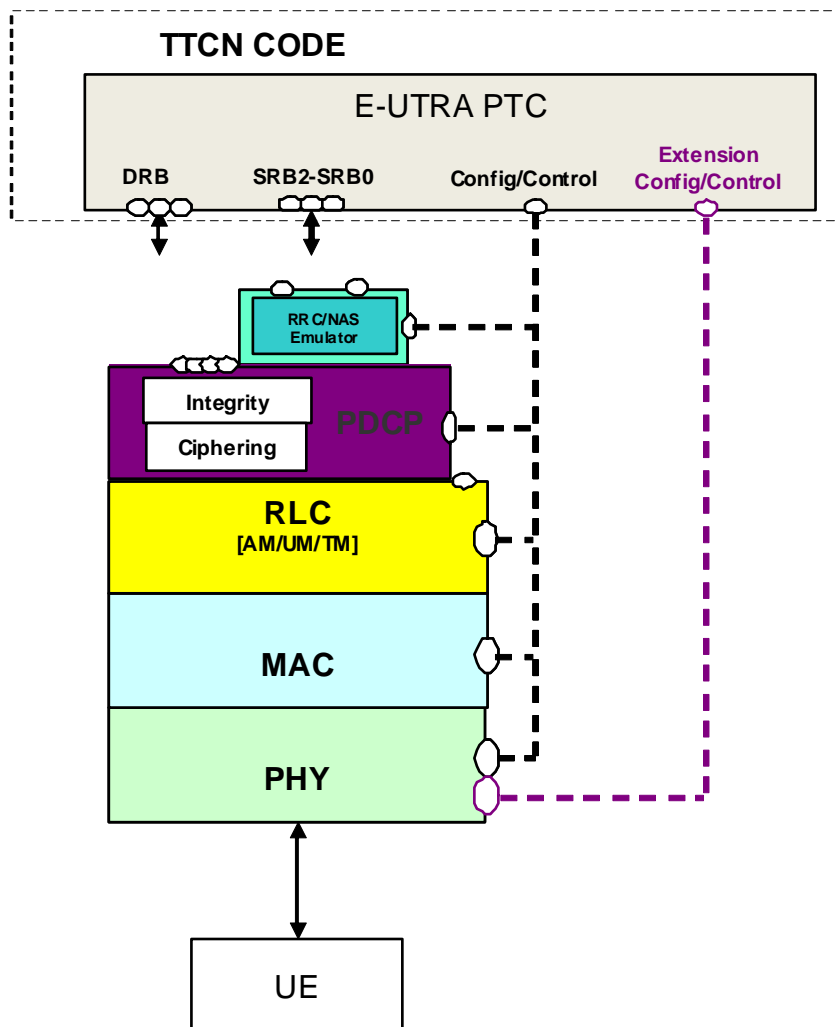 TTCN CODE
E-UTRA PTC
DRB
SRB2-SRB0
Config/Control
Extension
Config/Control
RRC/NAS
Emulator
Integrity
Ciphering
PDCP
RLC
[AM/UM/TM]
MAC
PHY
UE